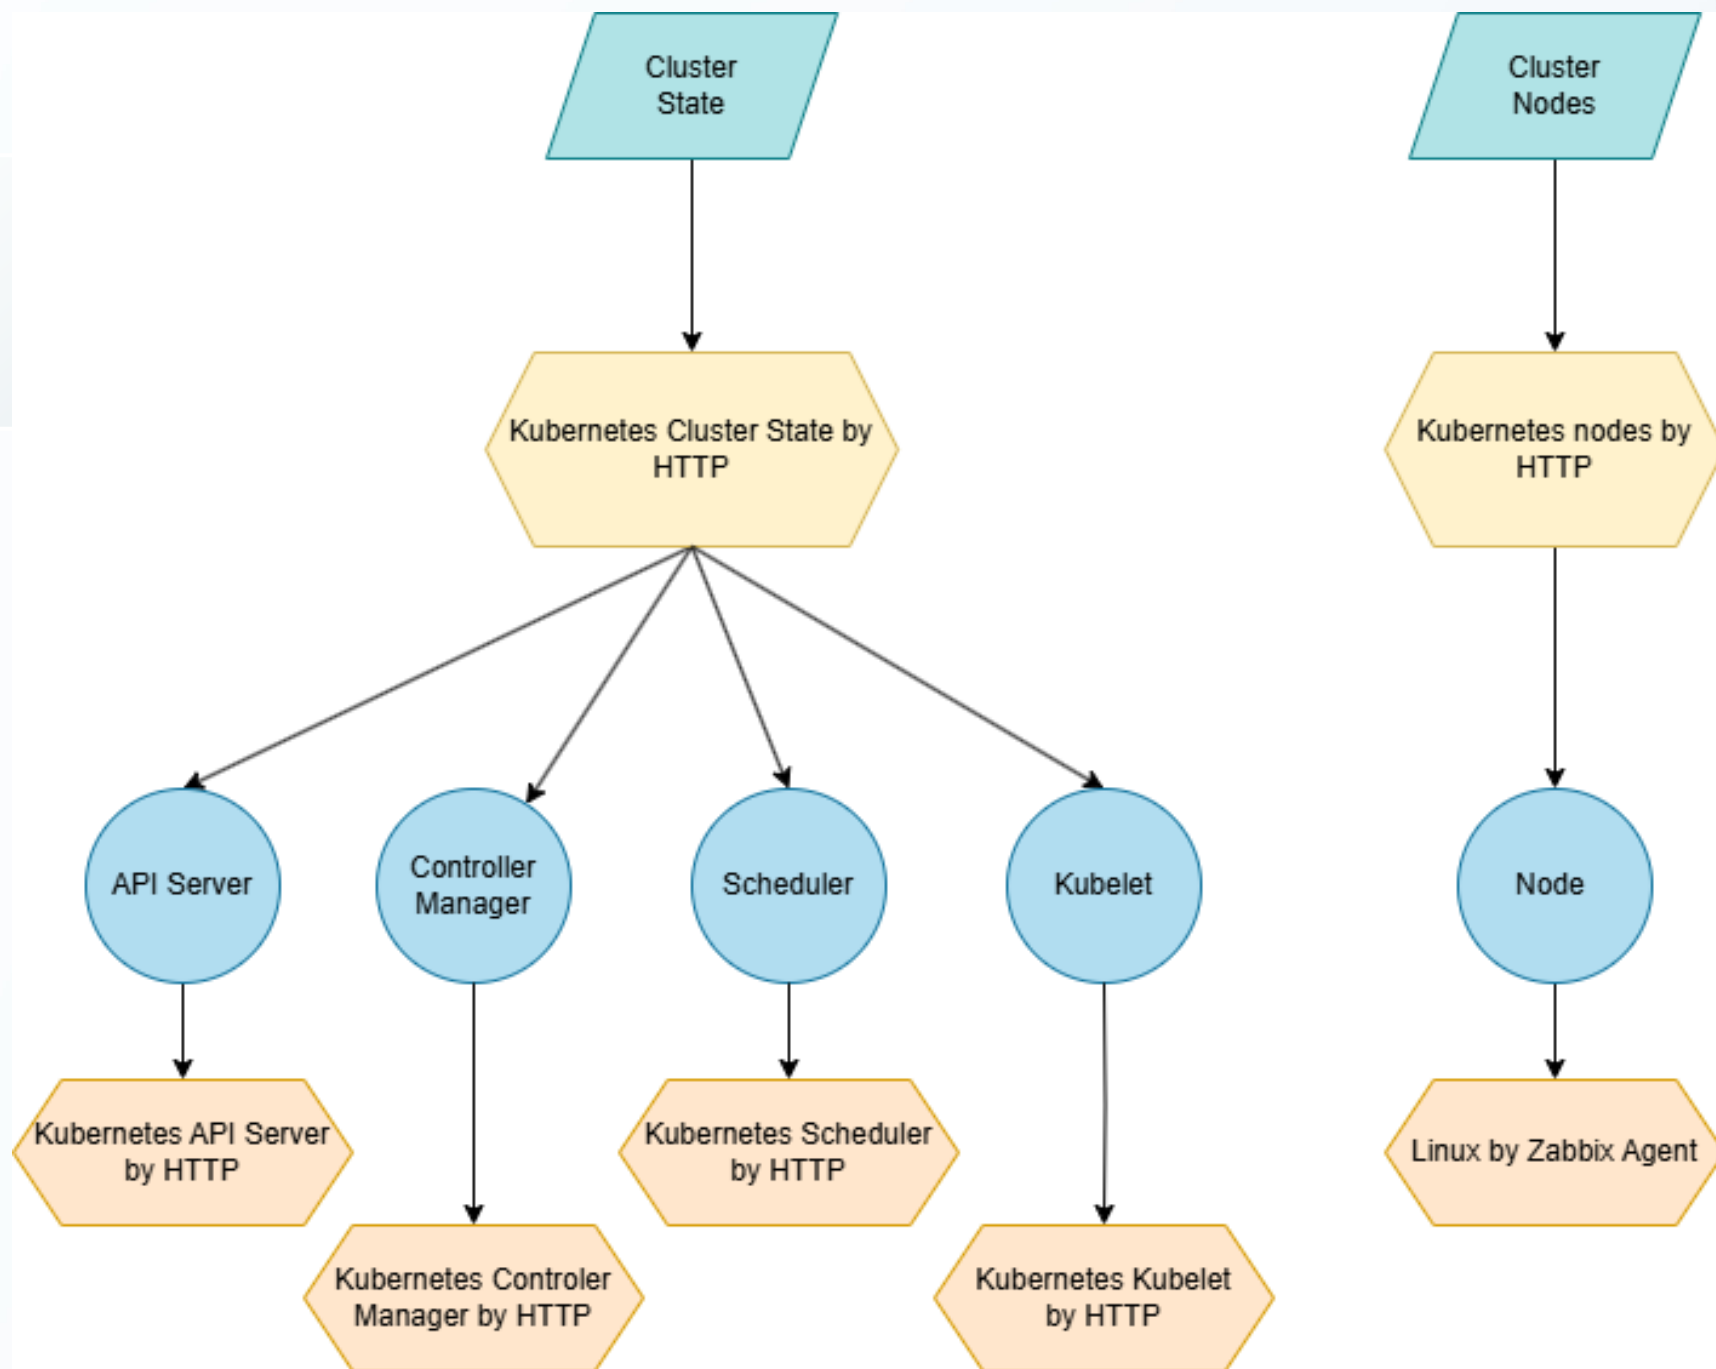 Cluster
State
Cluster
Nodes
Kubernetes Cluster State by
HTTP
Kubernetes nodes by
HTTP
API Server
Controller
Manager
Scheduler
Kubelet
Node
Kubernetes API Server
by HTTP
Kubernetes Scheduler
by HTTP
Linux by Zabbix Agent
Kubernetes Controler
Manager by HTTP
Kubernetes Kubelet
by HTTP